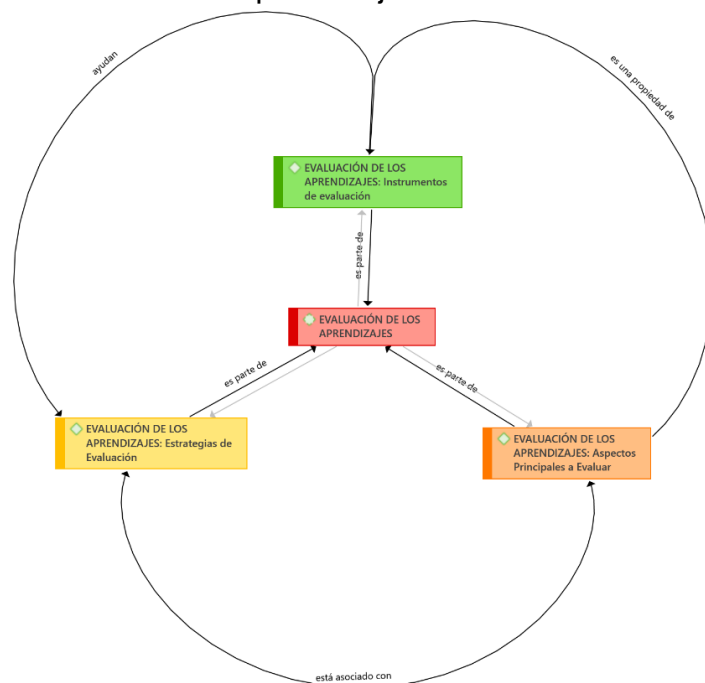 ayudan
es una propiedad de
EVALUACIÓN DE LOS
APRENDIZAJES: Instrumentos
de evaluación
es parte de
EVALUACIÓN DE LOS
APRENDIZAJES
es parte de
es parte de
EVALUACIÓN DE LOS
APRENDIZAJES: Estrategias de
Evaluación
EVALUACIÓN DE LOS
APRENDIZAJES: Aspectos
Principales a Evaluar
está asociado con